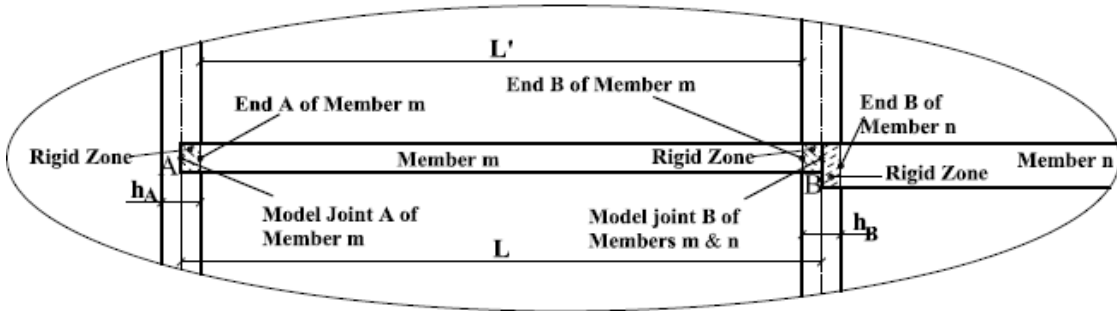 L'
End B of Member m
End A of Member m
End B of
Member n
Rigid Zone
A
Member m
Rigid Zone
B
Member n
Rigid Zone
hA
Model Joint A of
Member m
Model joint B of
Members m & n
hB
L